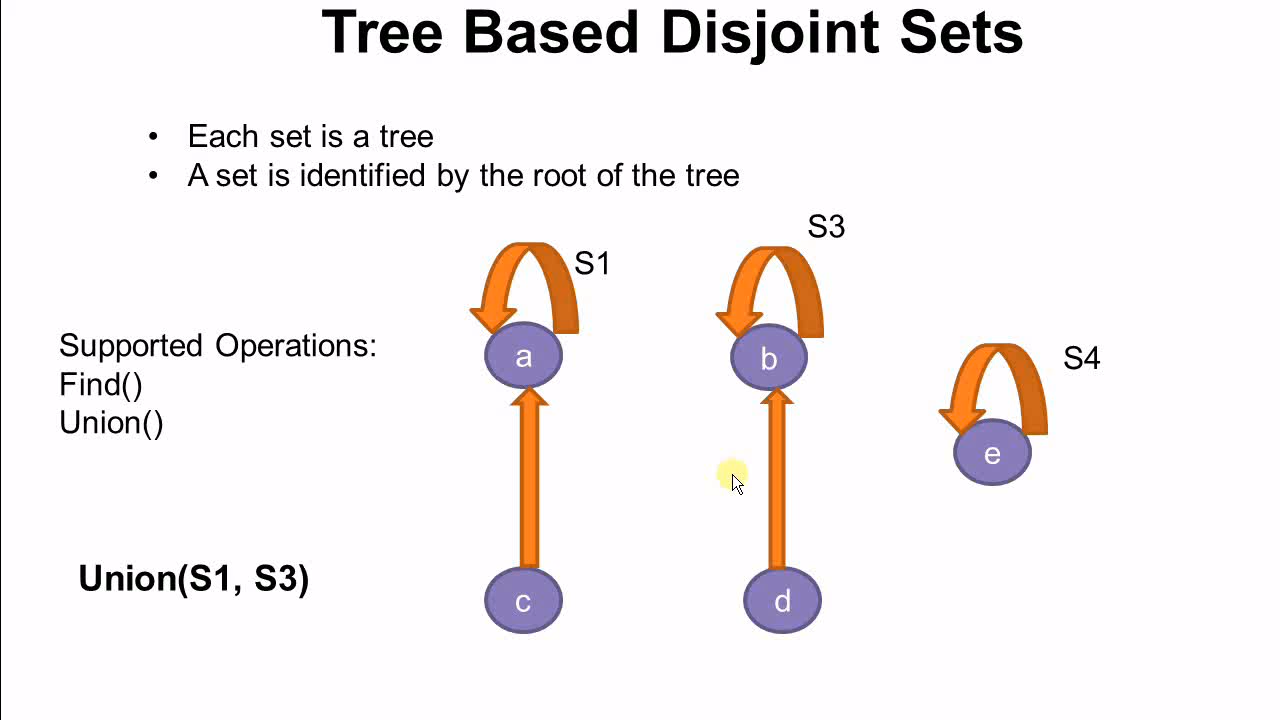 Tree Based Disjoint Sets
• Each set is a tree
• A set is identified by the root of the tree
S3
S1
Supported Operations:
a
b
S4
Find()
Union()
e
Union(S1, S3)
c
d